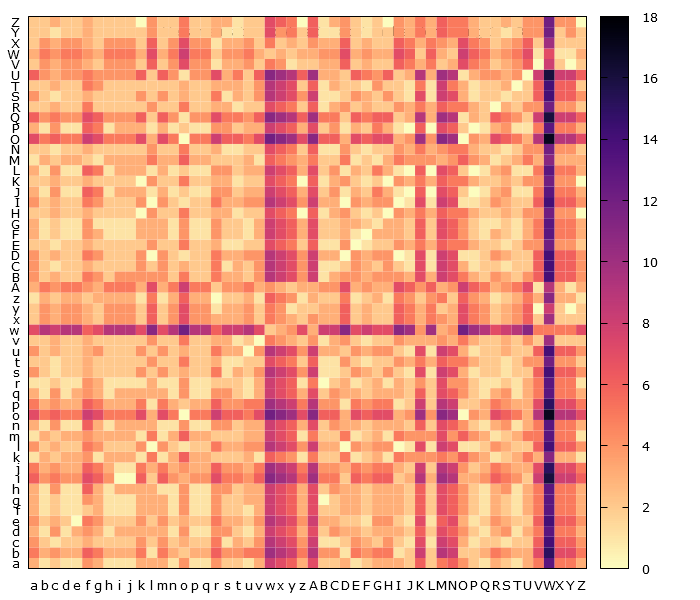 Z
Y
X
W
V
U
T
S
R
Q
P
O
N
M
L
K
J
I
H
G
F
E
D
C
B
A
z
y
x
w
v
u
t
s
r
q
p
o
n
m
l
k
j
i
h
g
f
e
d
c
b
a
a b c d e f g h i j k l m n o p q r s t u v w x y z A B C D E F G H I J K L M N O P Q R S T U V W X Y Z
18
16
14
12
10
8
6
4
2
0